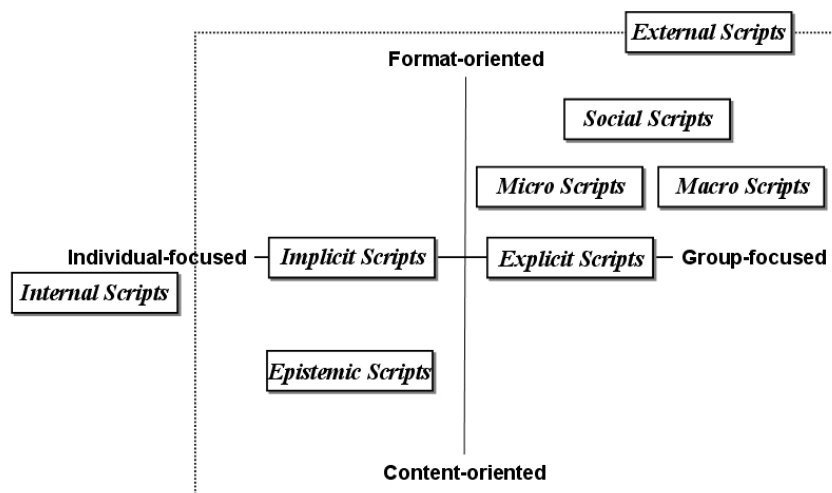 External Scripts
Format-oriented
Social Scripts
Micro Scripts
Macro Scripts
Individual-focused
Implicit Scripts
Explicit Scripts
Group-focused
Internal Scripts
Epistemic Scripts
Content-oriented